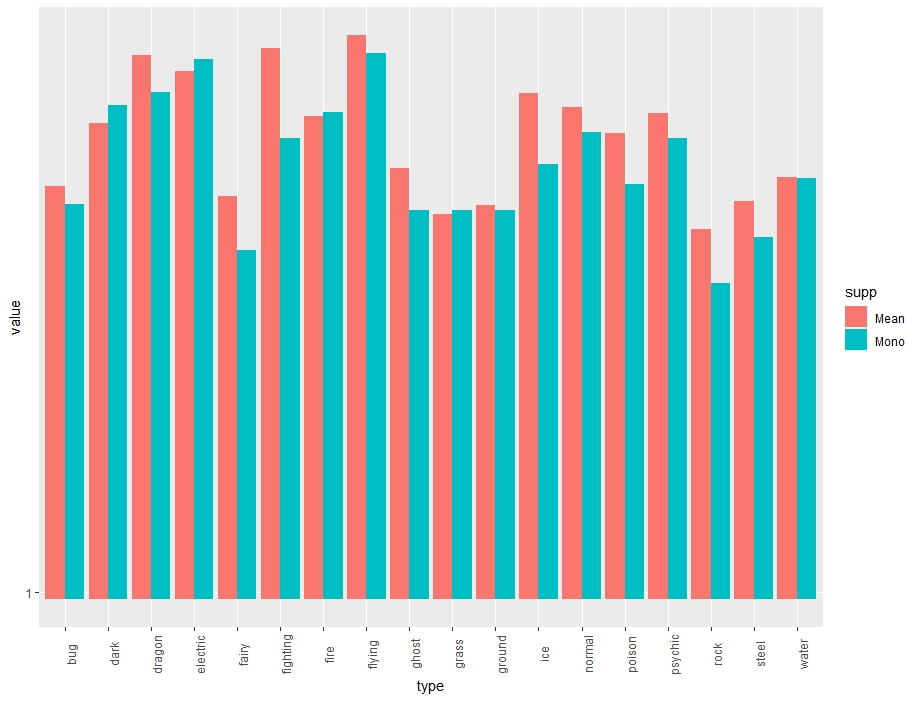 value
1
bug
dark
dragon
electric
fairy
fighting
fire
flying
ghost
grass
ground
ice
normal
poison
psychic
rock
steel
water
type
supp
Mean
Mono